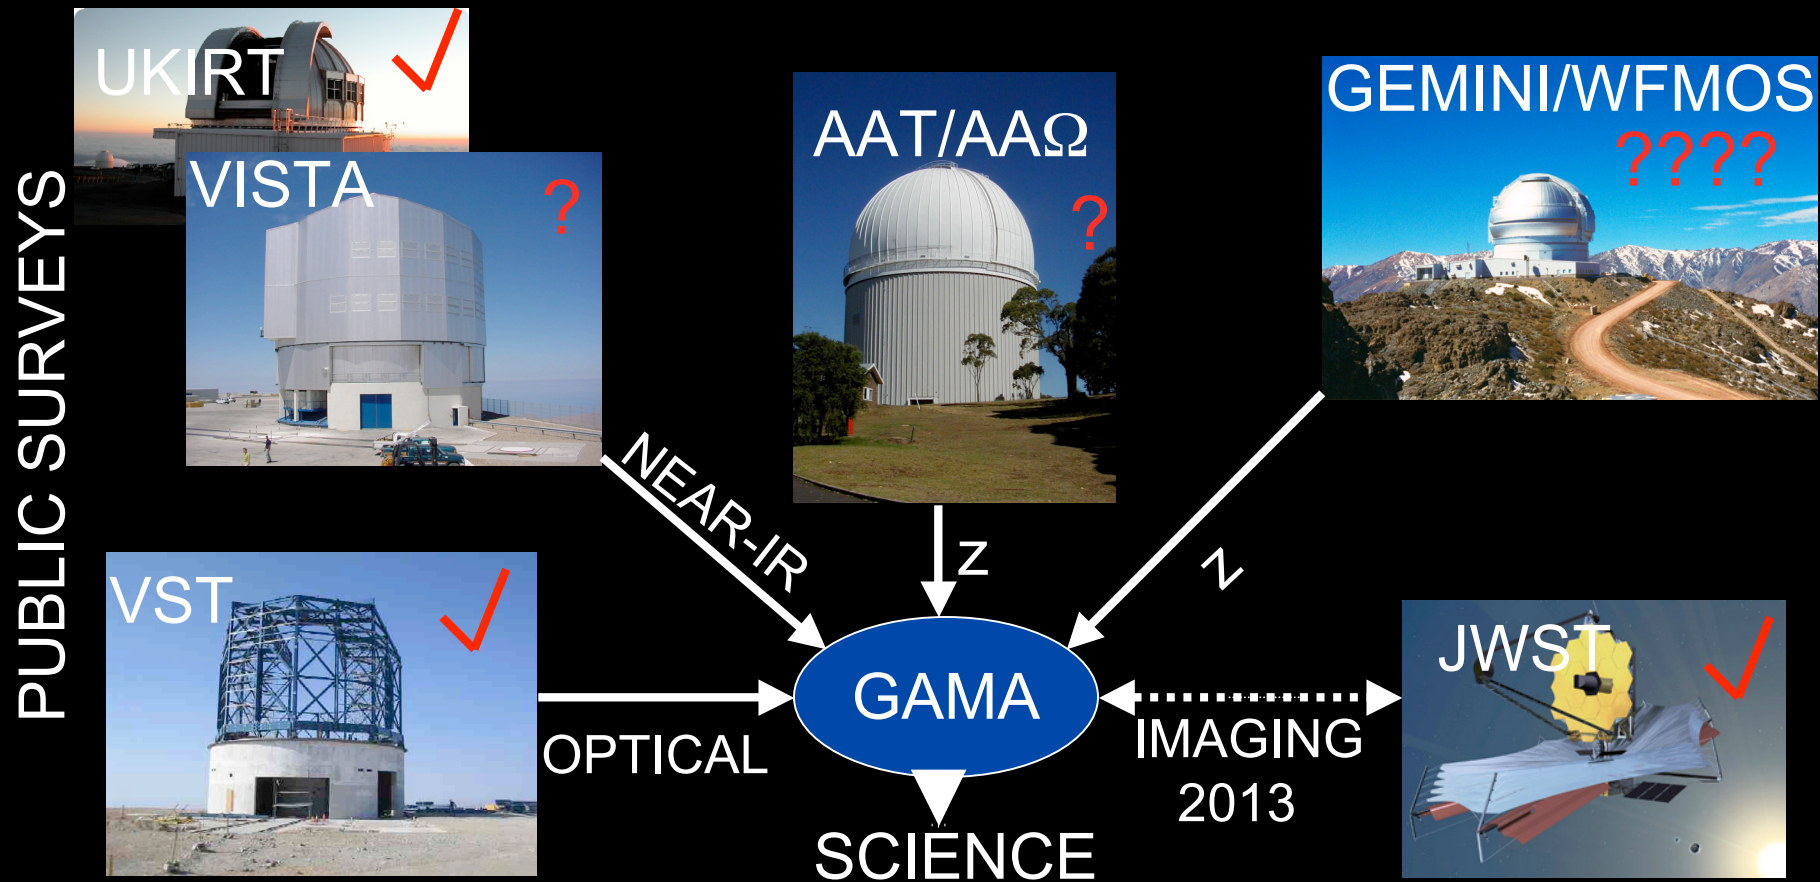 PUBLIC SURVEYS
UKIRT
VISTA
?
AAT/AAΩ
?
GEMINI/WFMOS
????
NEAR-IR
z
z
VST
OPTICAL
GAMA
IMAGING
2013
JWST
SCIENCE